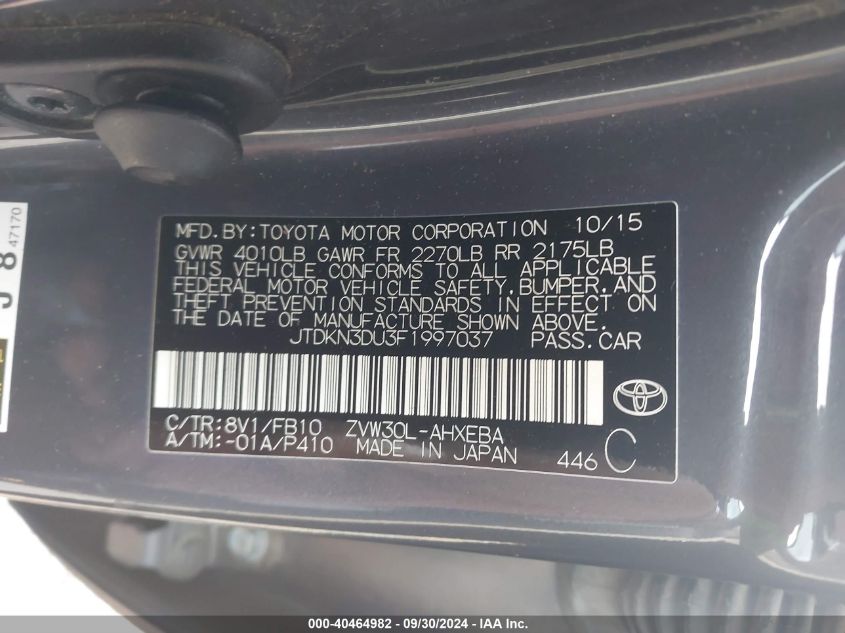 MFD. BY: TOYOTA MOTOR CORPORATION 10/15
GVWR 4010LB GAWR FR 2270LB RR 2175LB
THIS VEHICLE CONFORMS TO ALL APPLICABLE
FEDERAL MOTOR VEHICLE SAFETY, BUMPER, AND
THEFT PREVENTION STANDARDS IN EFFECT ON
THE DATE OF MANUFACTURE SHOWN ABOVE.
JTDKN3DU3F1997037 PASS.CAR
C/TR: 8V1/FB10 ZVW30L-AHXEBA
A/TM: -01A/P410 MADE IN JAPAN
446 C
J 8
47170
000-40464982 / 09/30/2024 - IAA Inc.